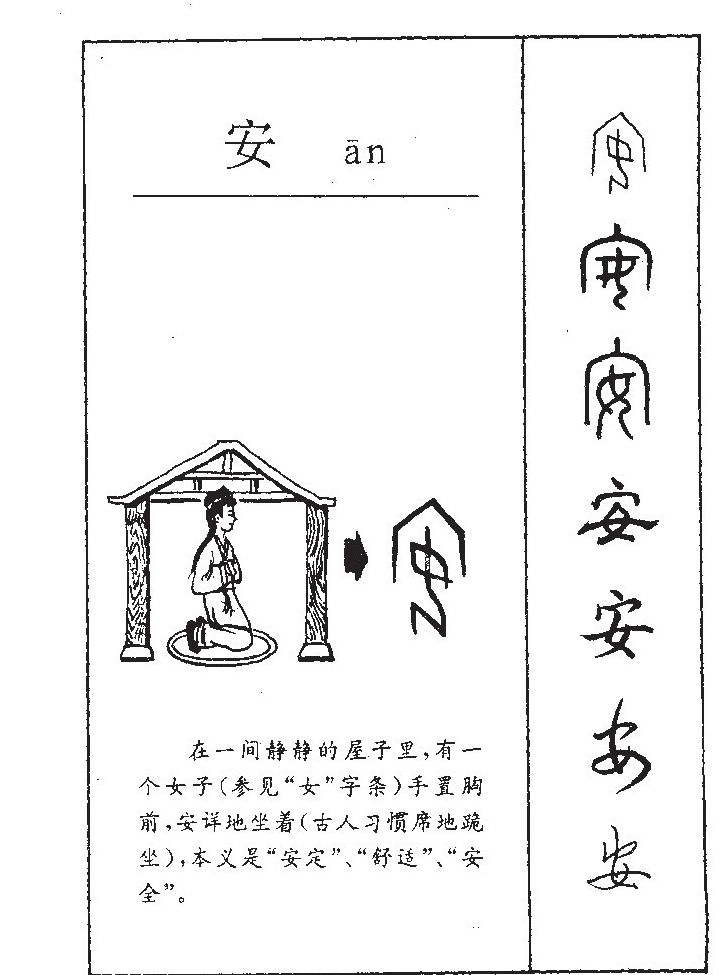 安 ān
在一间静静的屋子里，有一
个女子（参见“女”字条）手置胸
前，安详地坐着（古人习惯席地跪
坐），本义是“安定”、“舒适”、“安
全”。
安
安
安
安
安
安
安